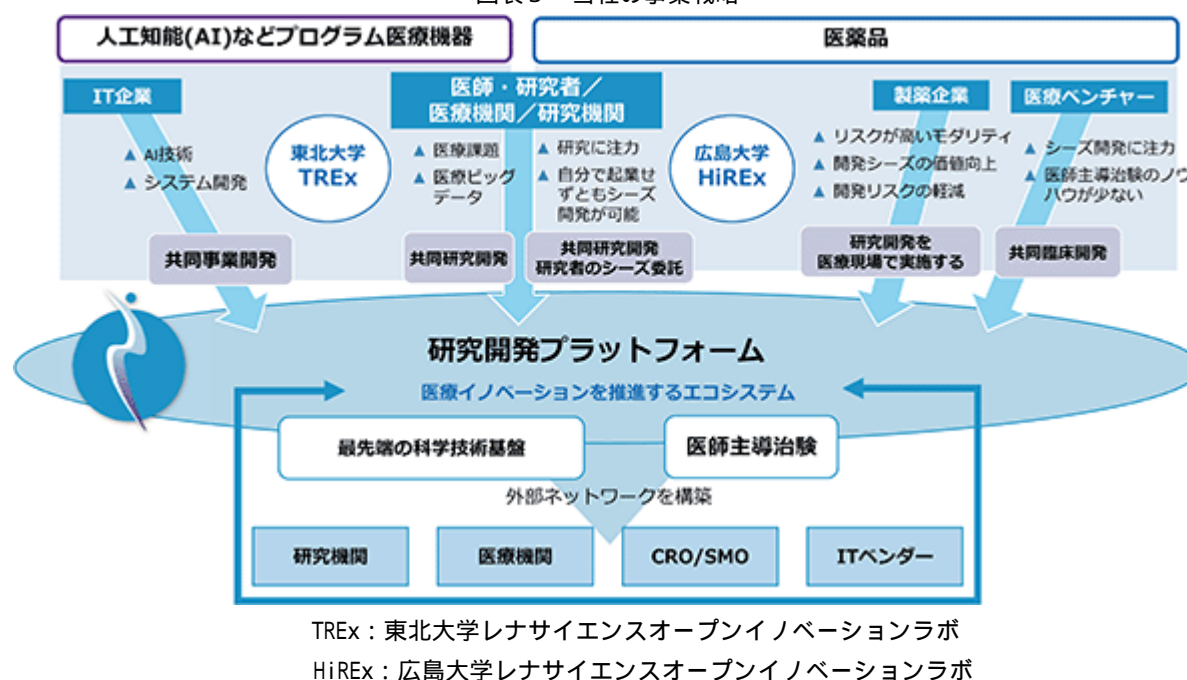 図表３ 当社の事業戦略
人工知能(AI)などプログラム医療機器
医薬品
IT企業
▲ AI技術
▲ システム開発
東北大学
TREx
医師・研究者／
医療機関／研究機関
▲ 医療課題
▲ 医療ビッグ
データ
▲ 研究に注力
▲ 自分で起業せ
ずともシーズ
開発が可能
広島大学
HiREx
製薬企業
▲ リスクが高いモダリティ
▲ 開発シーズの価値向上
▲ 開発リスクの軽減
医療ベンチャー
▲ シーズ開発に注力
▲ 医師主導治験のノウ
ハウが少ない
共同事業開発
共同研究開発
共同研究開発
研究者のシーズ委託
研究開発を
医療現場で実施する
共同臨床開発
研究開発プラットフォーム
医療イノベーションを推進するエコシステム
最先端の科学技術基盤
医師主導治験
外部ネットワークを構築
研究機関
医療機関
CRO/SMO
ITベンダー
TREx：東北大学レナサイエンスオープンイノベーションラボ
HiREx：広島大学レナサイエンスオープンイノベーションラボ